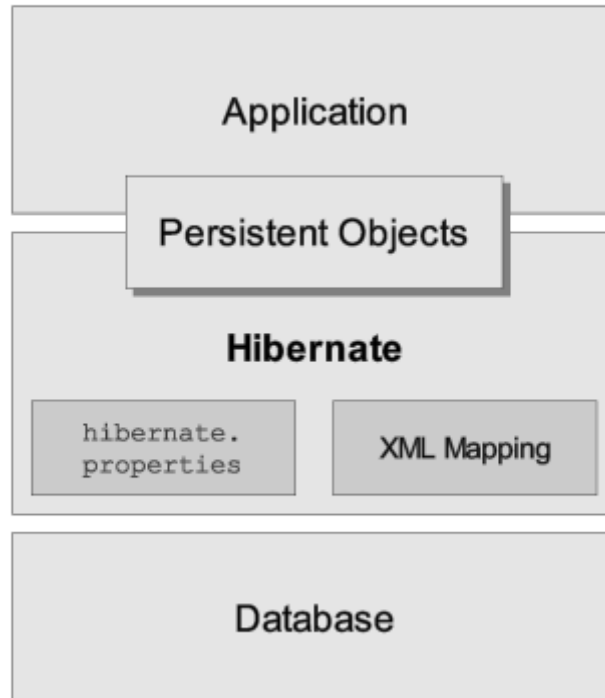 Application
Persistent Objects
Hibernate
hibernate.
properties
XML Mapping
Database